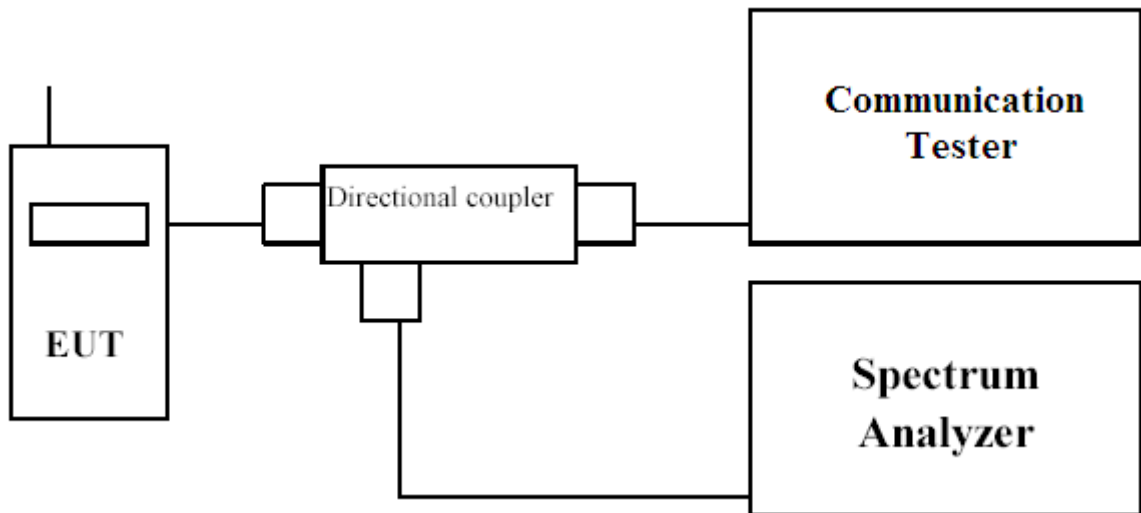 Communication
Tester
Directional coupler
EUT
Spectrum
Analyzer